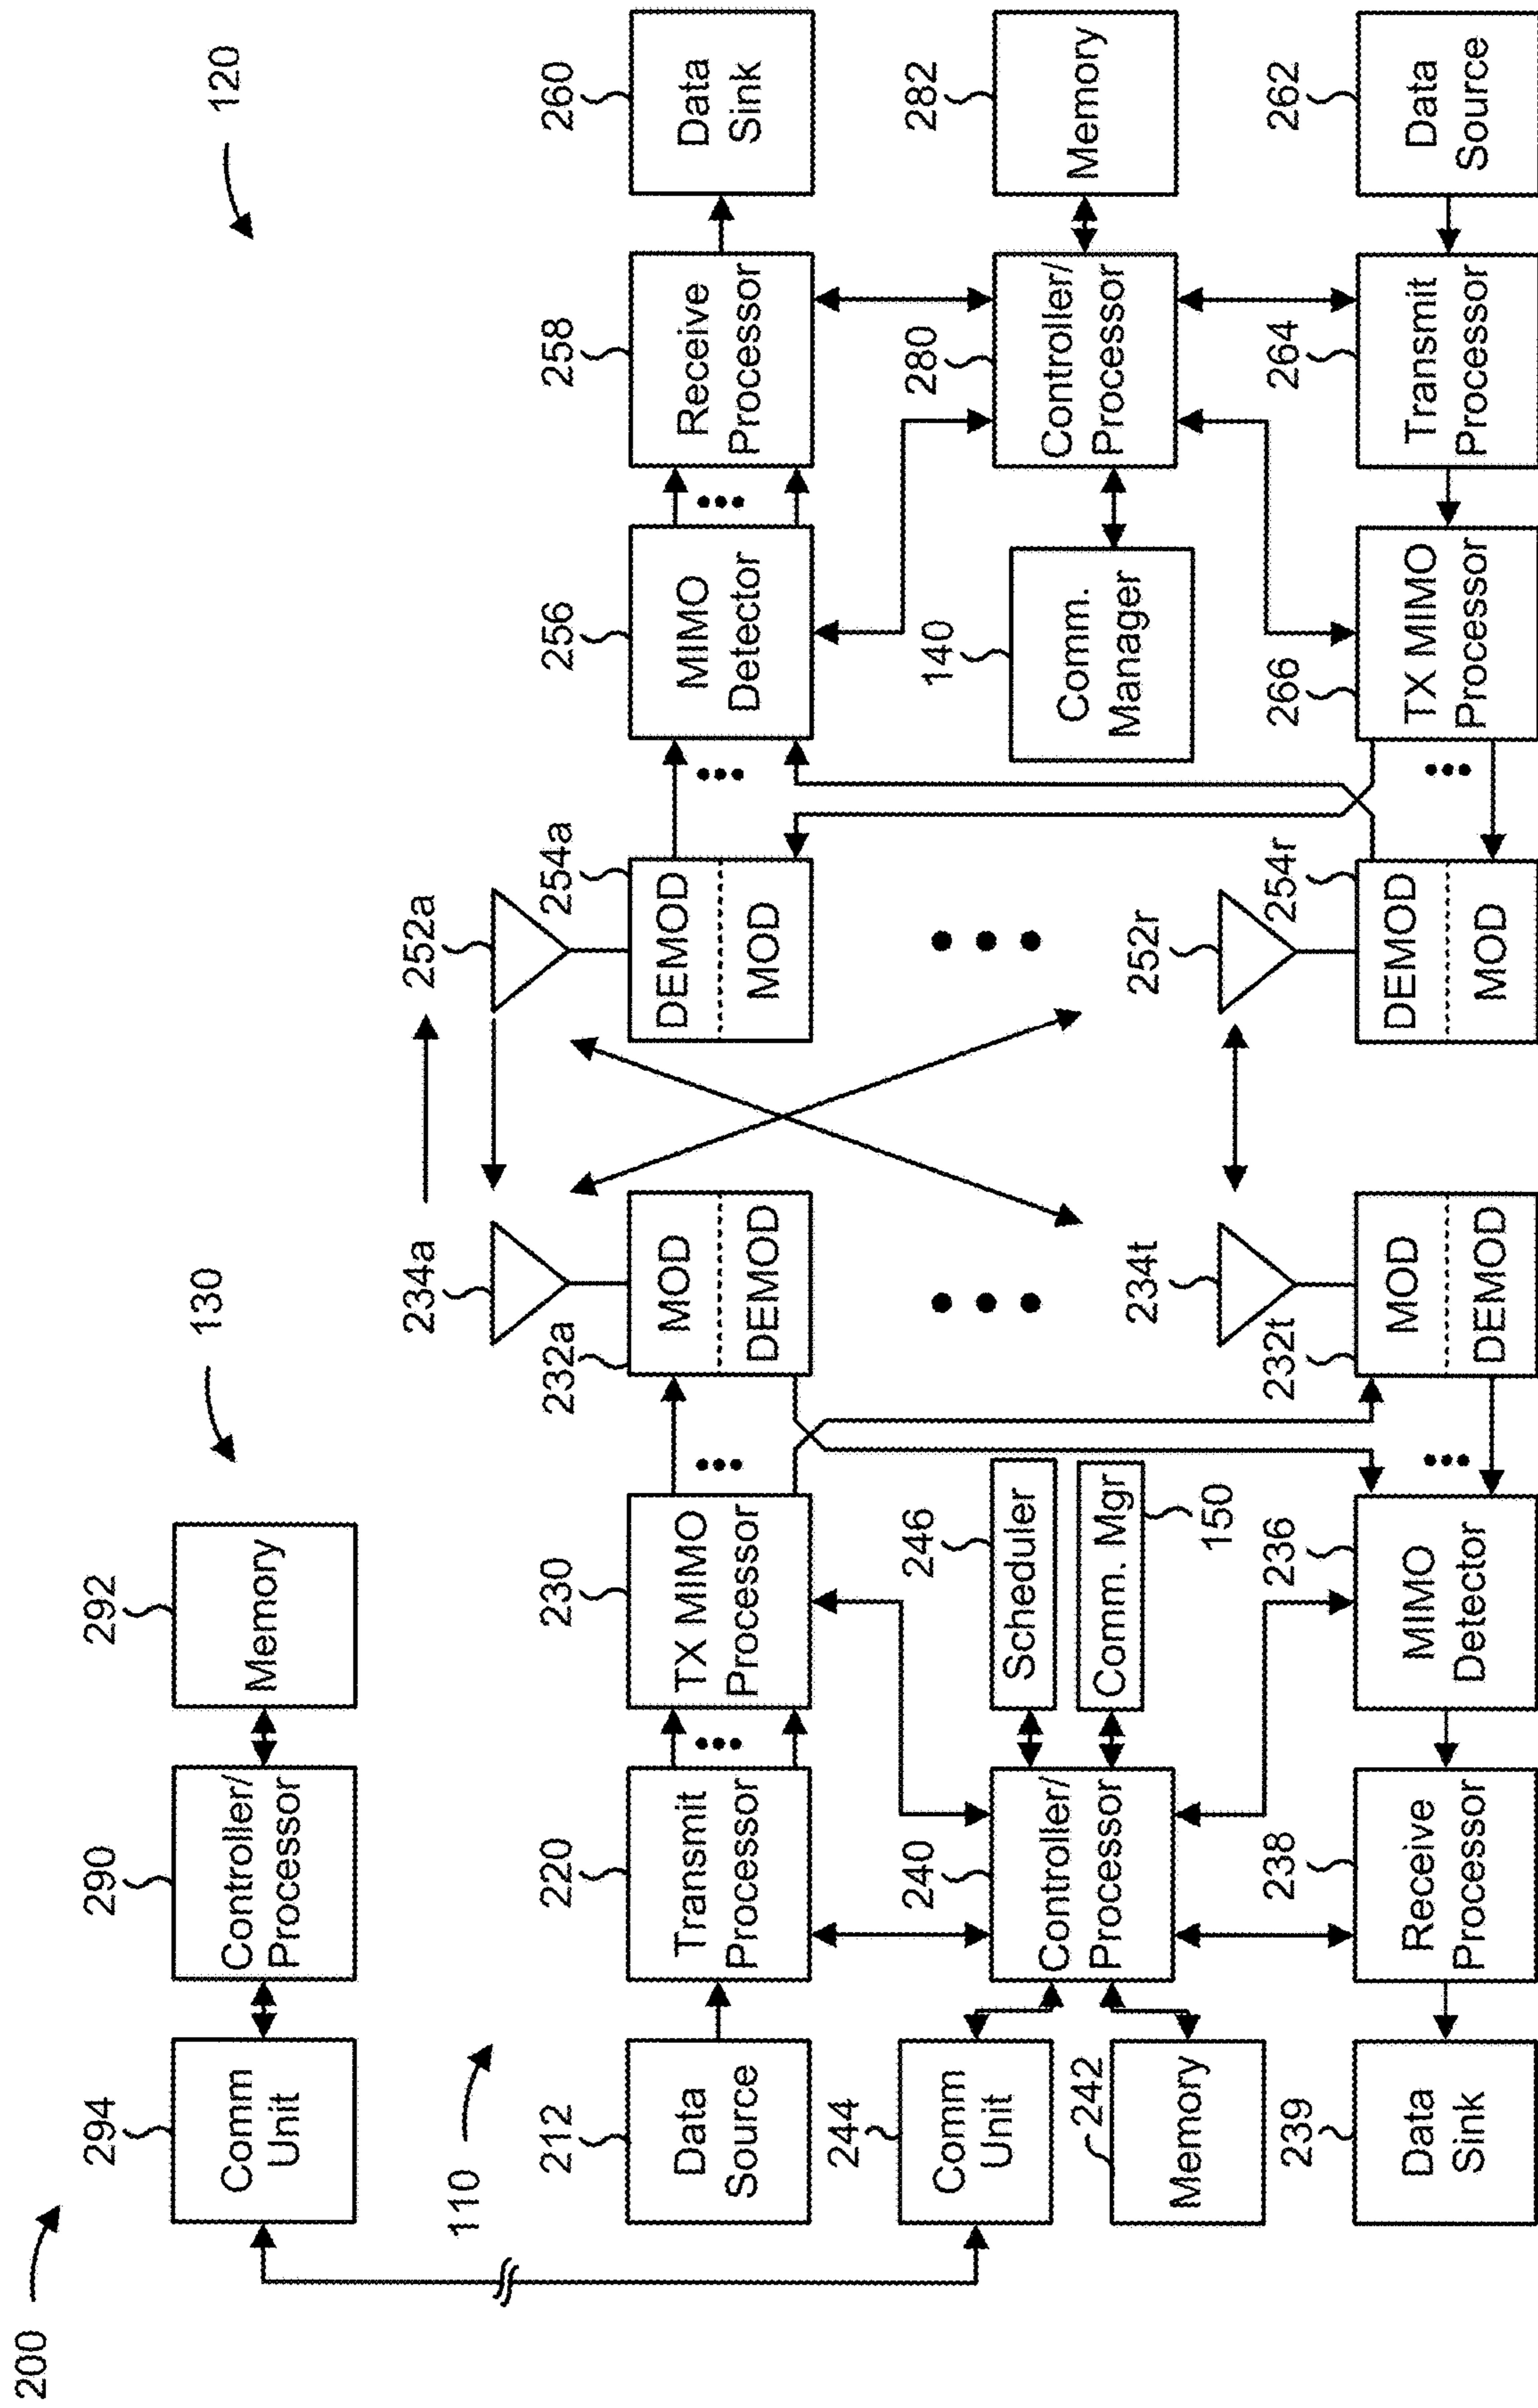 200
294
Comm
Unit
290
Controller/
Processor
292
Memory
130
120
110
212
Data
Source
220
Transmit
Processor
230
TX MIMO
Processor
232a
MOD
DEMOD
234a
252a
254a
DEMOD
MOD
256
MIMO
Detector
258
Receive
Processor
260
Data
Sink
244
Comm
Unit
242
Memory
240
Controller/
Processor
246
Scheduler
Comm. Mgr
150
140
Comm.
Manager
280
Controller/
Processor
282
Memory
239
Data
Sink
238
Receive
Processor
236
MIMO
Detector
232t
MOD
DEMOD
234t
252r
254r
DEMOD
MOD
266
TX MIMO
Processor
264
Transmit
Processor
262
Data
Source